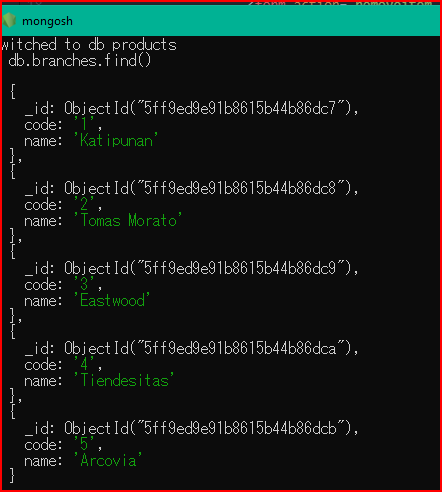 mongosh
witched to db products
db.branches.find()
{
_id: ObjectId("5ff9ed9e91b8615b44b86dc7"),
code: '1',
name: 'Katipunan'
},
{
_id: ObjectId("5ff9ed9e91b8615b44b86dc8"),
code: '2',
name: 'Tomas Morato'
},
{
_id: ObjectId("5ff9ed9e91b8615b44b86dc9"),
code: '3',
name: 'Eastwood'
},
{
_id: ObjectId("5ff9ed9e91b8615b44b86dca"),
code: '4',
name: 'Tiendesitas'
},
{
_id: ObjectId("5ff9ed9e91b8615b44b86dcb"),
code: '5',
name: 'Arcovia'
}